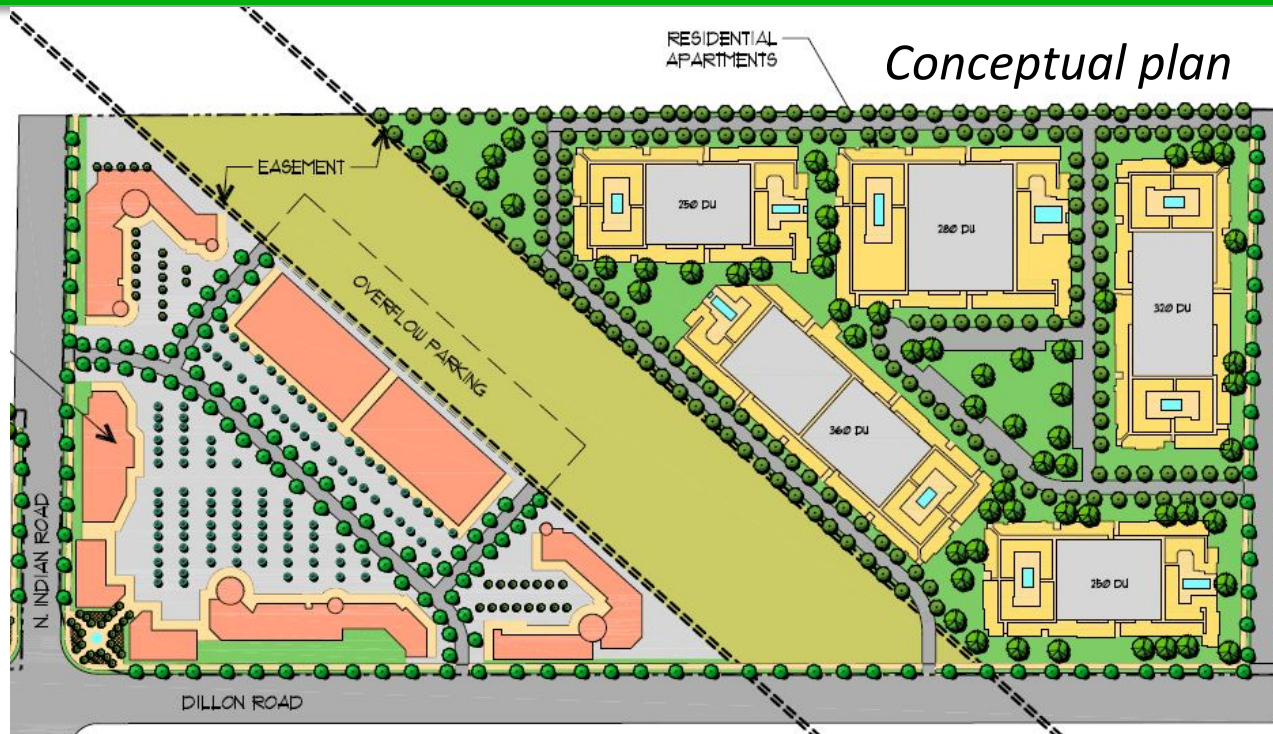 Conceptual plan
RESIDENTIAL
APARTMENTS
EASEMENT
OVERFLOW PARKING
250 DU
280 DU
320 DU
360 DU
250 DU
N. INDIAN ROAD
DILLON ROAD